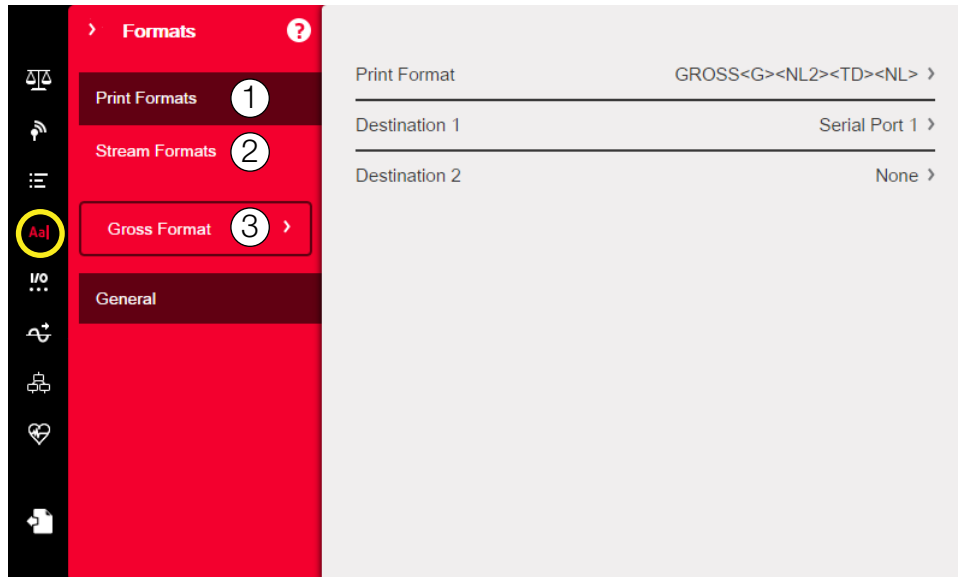 Formats ?
Print Formats 1
Stream Formats 2
Gross Format 3
General
Aa|
I/O
Print Format GROSS<G><NL2><TD><NL>
Destination 1 Serial Port 1
Destination 2 None